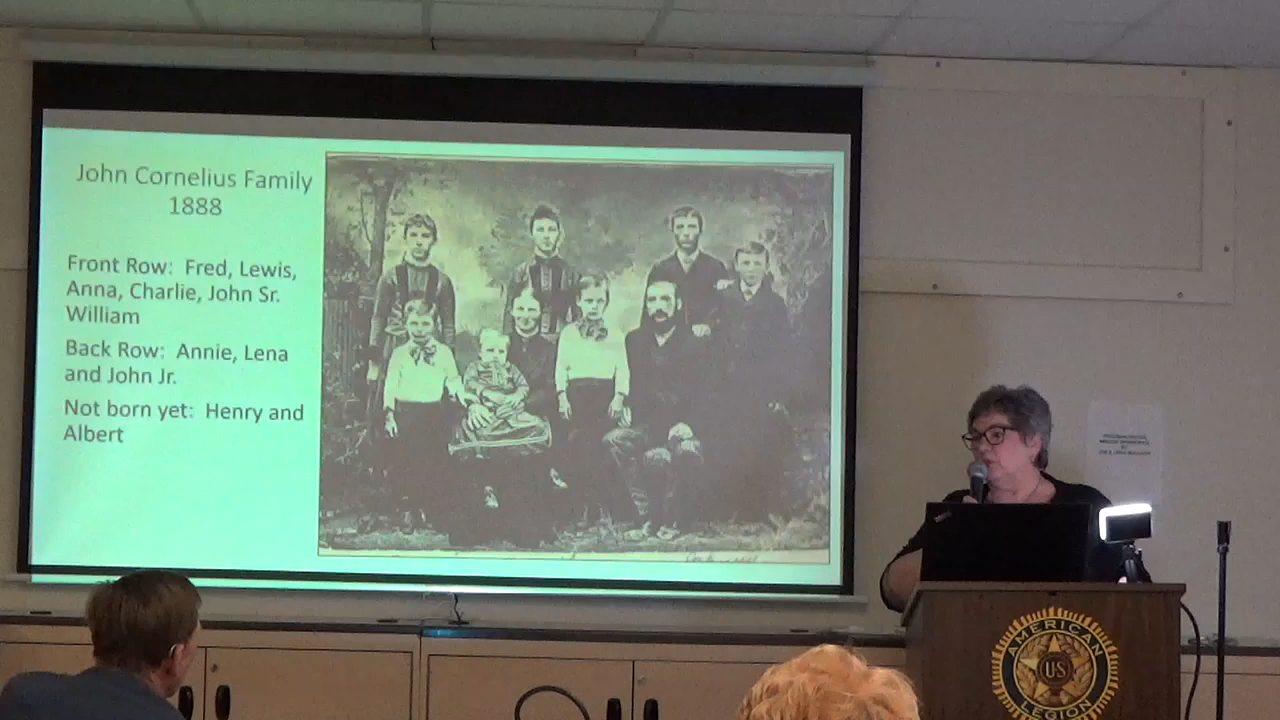 John Cornelius Family
1888
Front Row: Fred, Lewis,
Anna, Charlie, John Sr.
William
Back Row: Annie, Lena
and John Jr.
Not born yet: Henry and
Albert
AMERICAN
US
LEGION